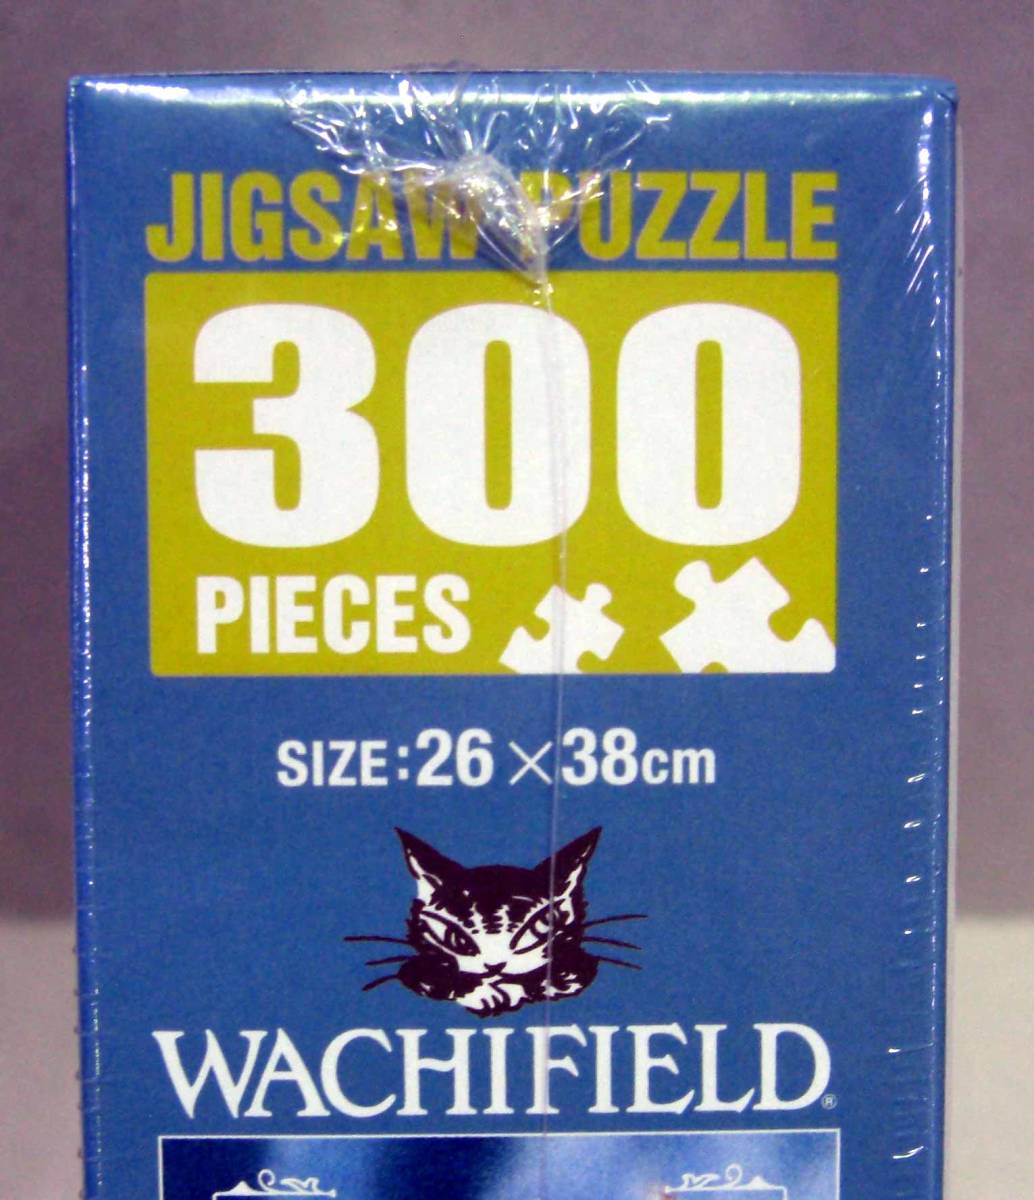 JIGSAW PUZZLE
300
PIECES
SIZE:26×38cm
WACHIFIELD®